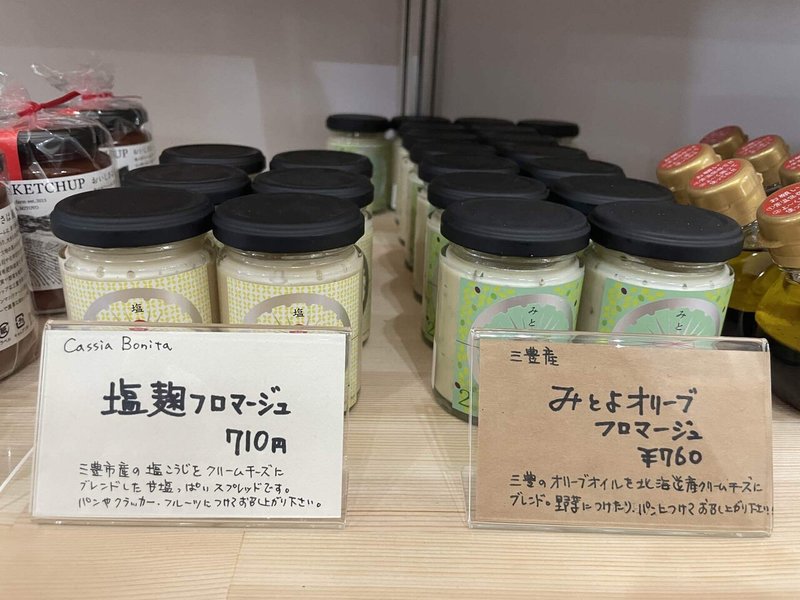 KETCHUP
塩
塩
みと
みと
Cassia Bonita
塩麹フロマージュ
710円
三豊市産の塩こうじをクリームチーズに
ブレンドした甘塩っぱいスプレッドです。
パンやクラッカー、フルーツにつけてお召し上がり下さい。
三豊産
みとよオリーブ
フロマージュ
¥760
三豊のオリーブオイルを北海道産クリームチーズに
ブレンド。野菜につけたり、パンにつけてお召し上がり下さい